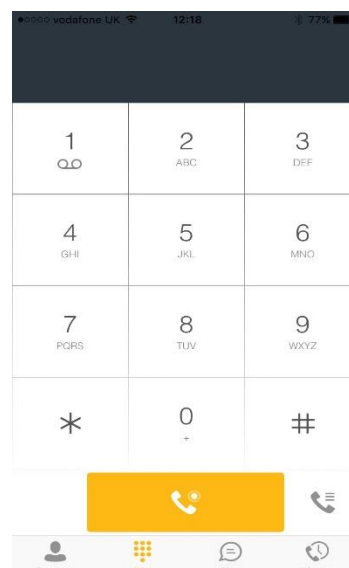 vodafone UK 12:18 77%
1 2 3
ABC DEF
4 5 6
GHI JKL MNO
7 8 9
PQRS TUV WXYZ
* 0 #
+